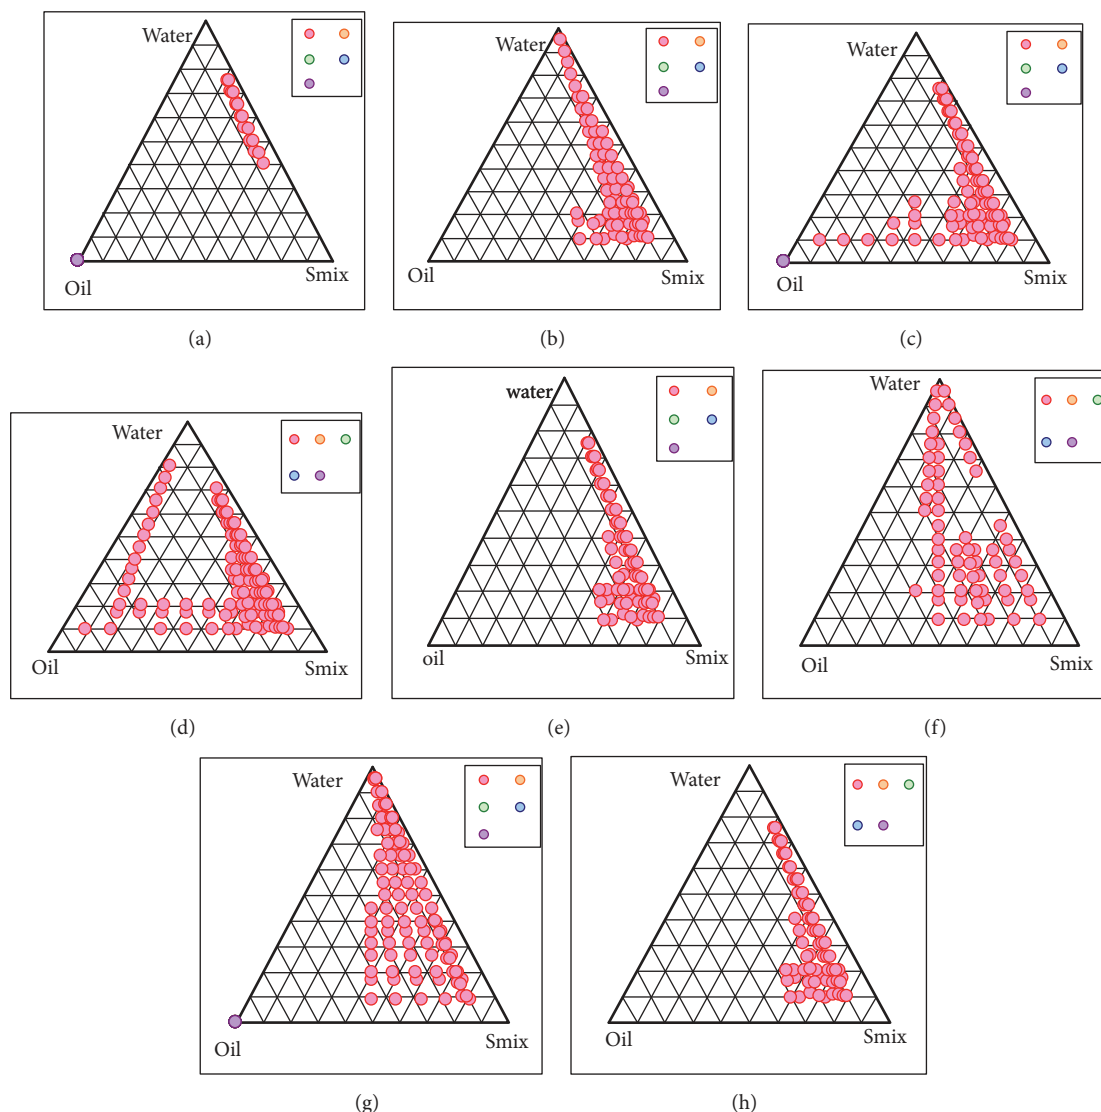 Water
Oil
Smix
(a)
Water
Oil
Smix
(b)
Water
Oil
Smix
(c)
Water
Oil
Smix
(d)
water
oil
Smix
(e)
Water
Oil
Smix
(f)
Water
Oil
Smix
(g)
Water
Oil
Smix
(h)